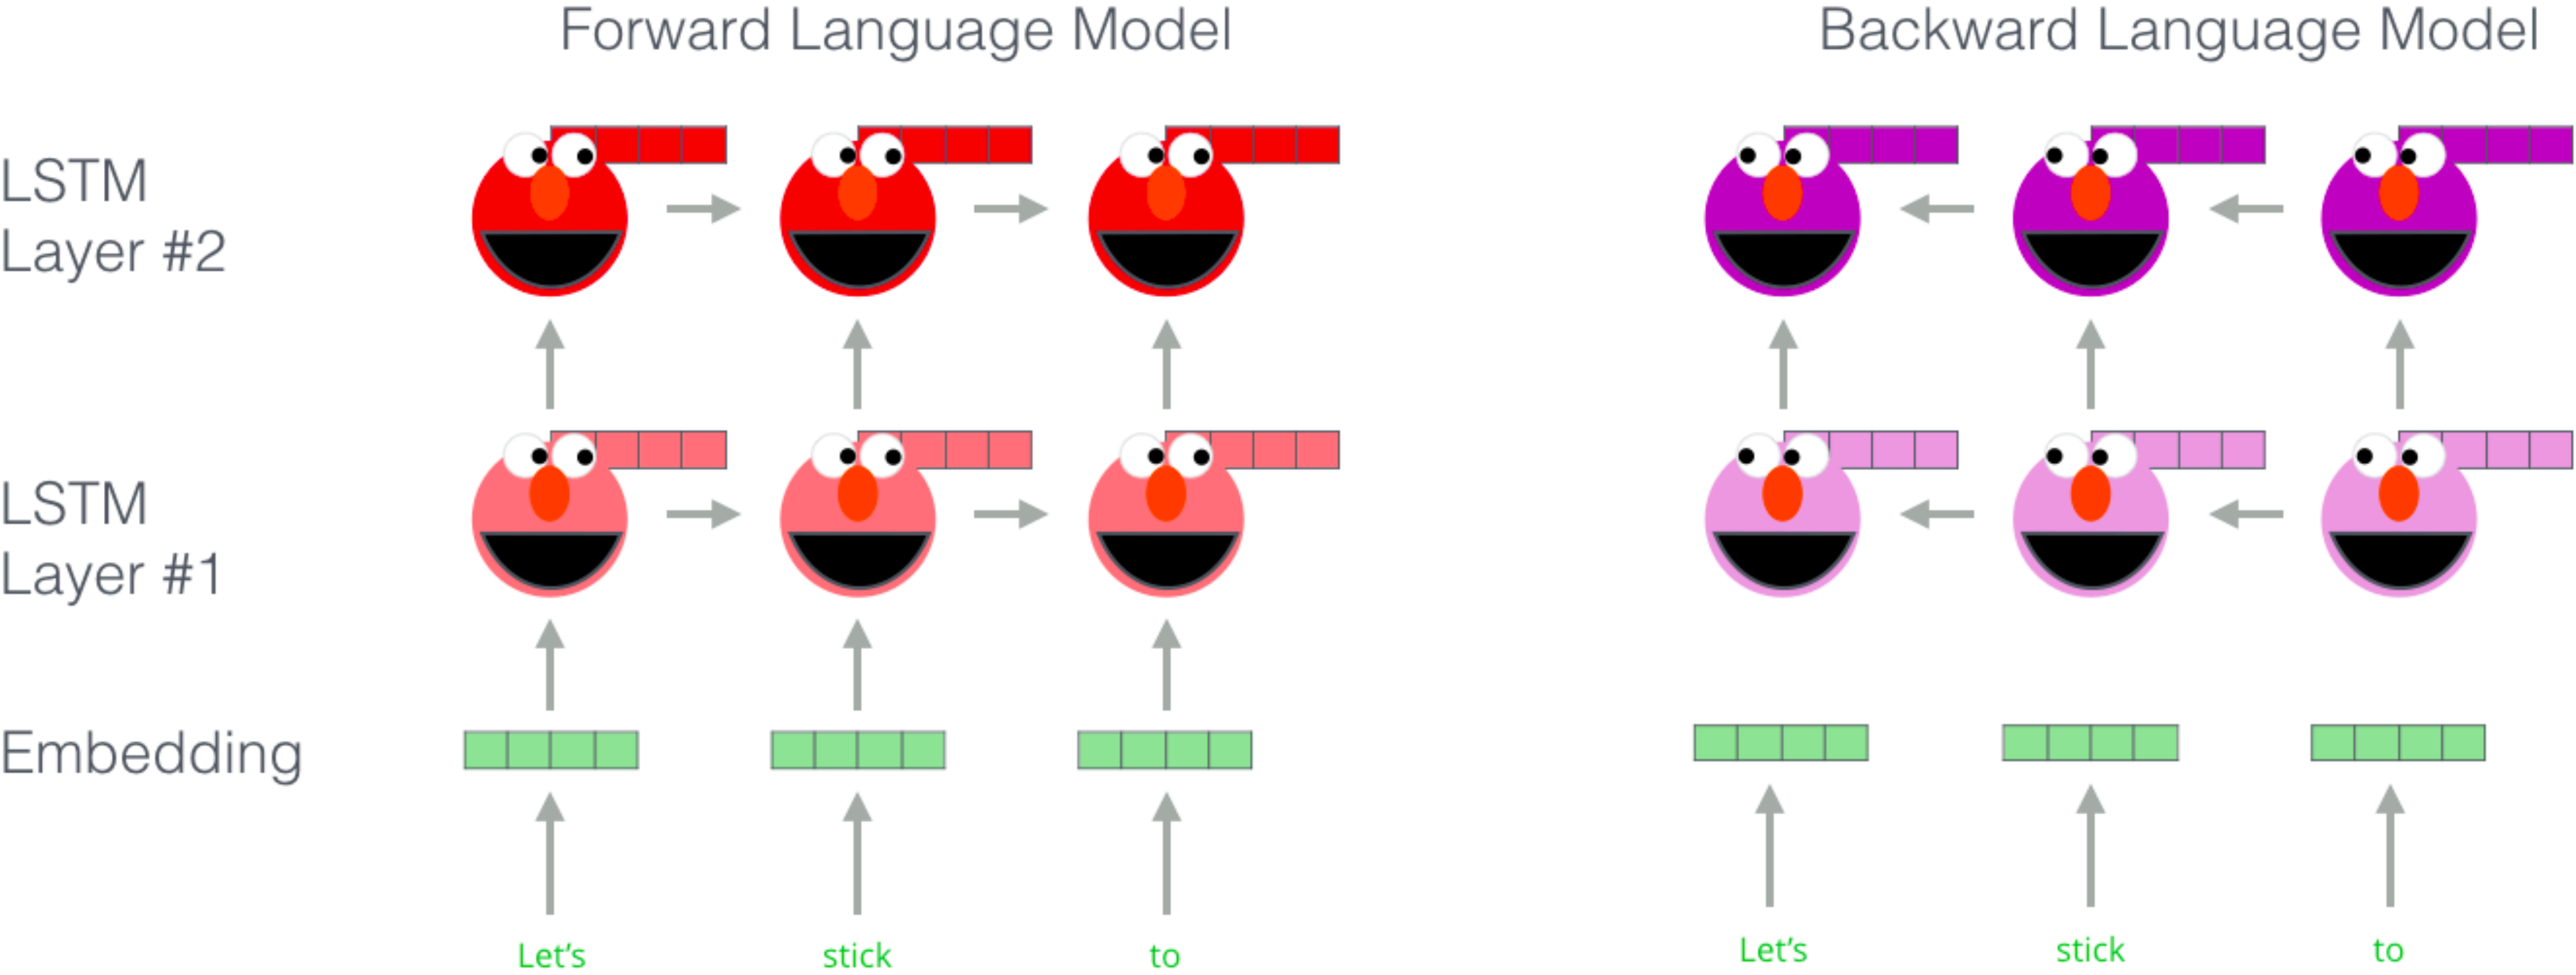 Forward Language Model
Backward Language Model
LSTM
Layer #2
LSTM
Layer #1
Embedding
Let’s
stick
to
Let’s
stick
to